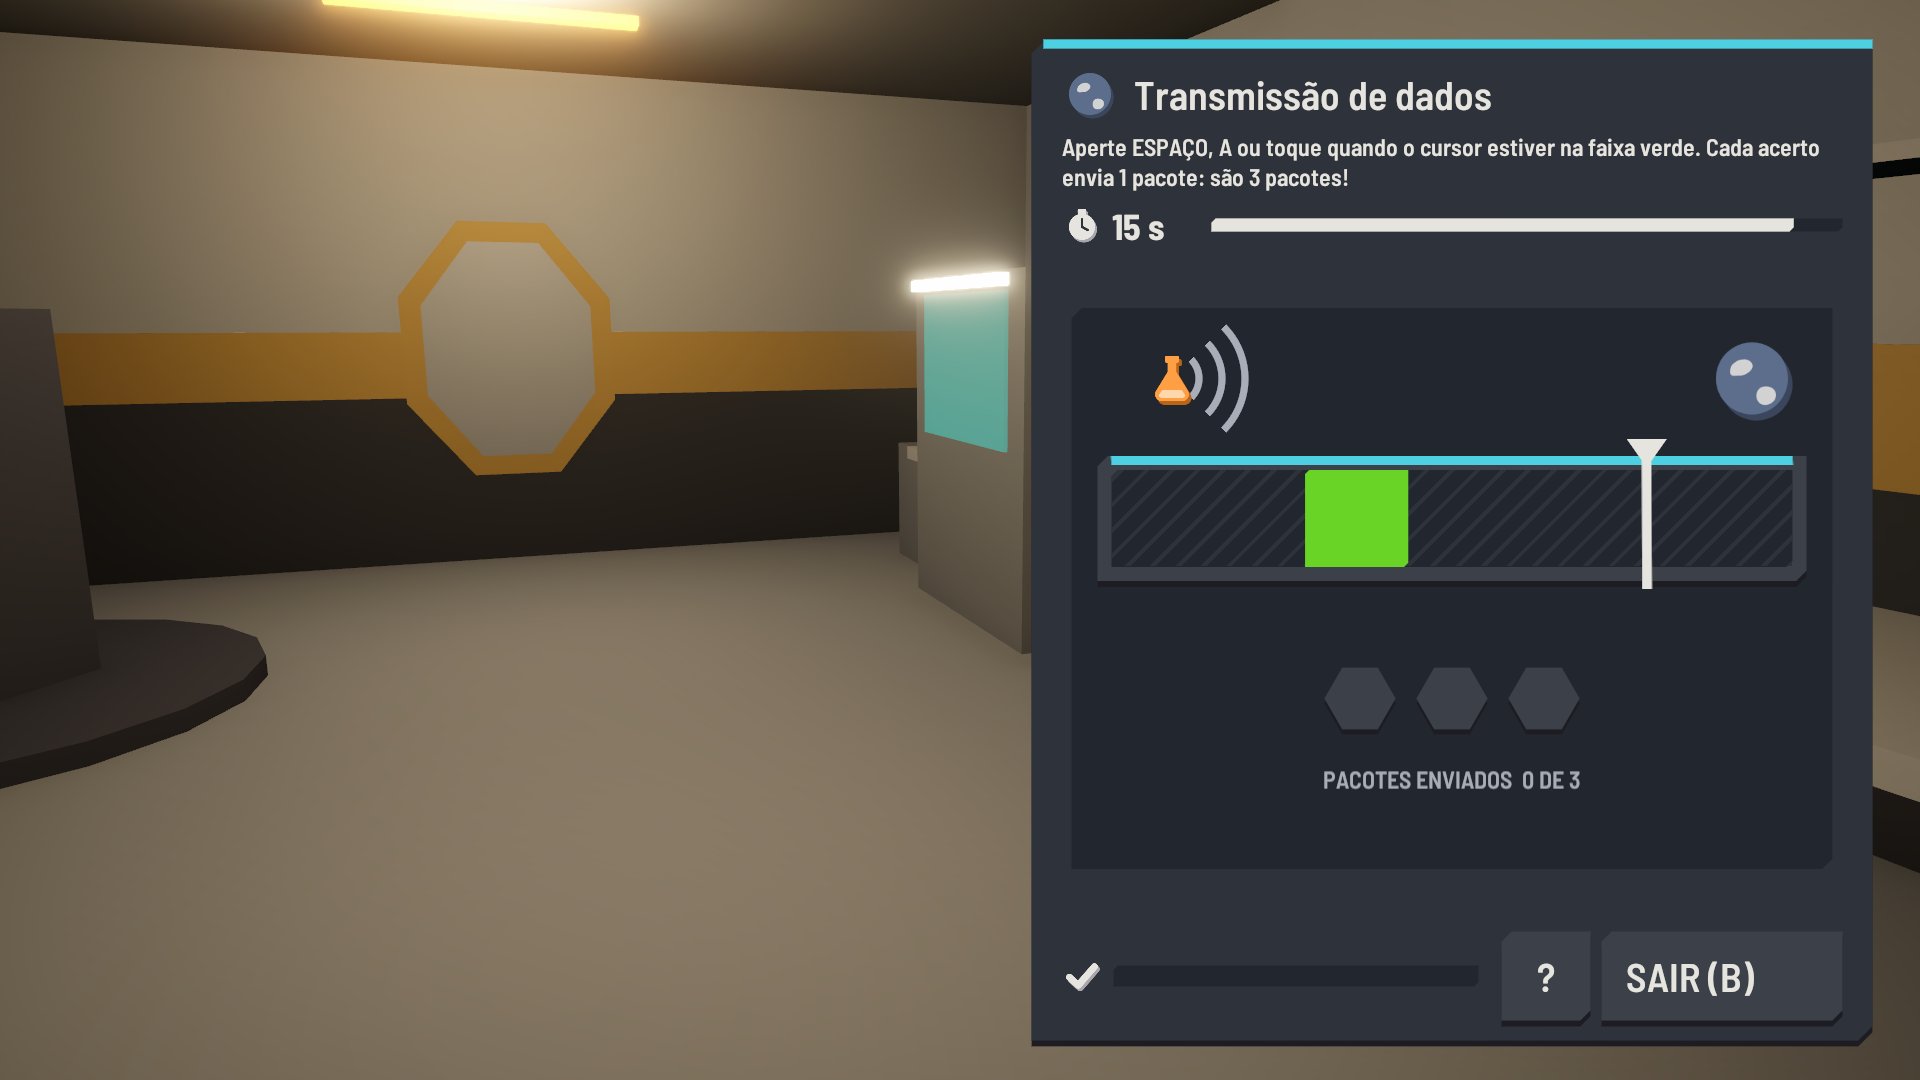 Transmissão de dados
Aperte ESPAÇO, A ou toque quando o cursor estiver na faixa verde. Cada acerto
envia 1 pacote: são 3 pacotes!
15 s
PACOTES ENVIADOS 0 DE 3
?
SAIR (B)